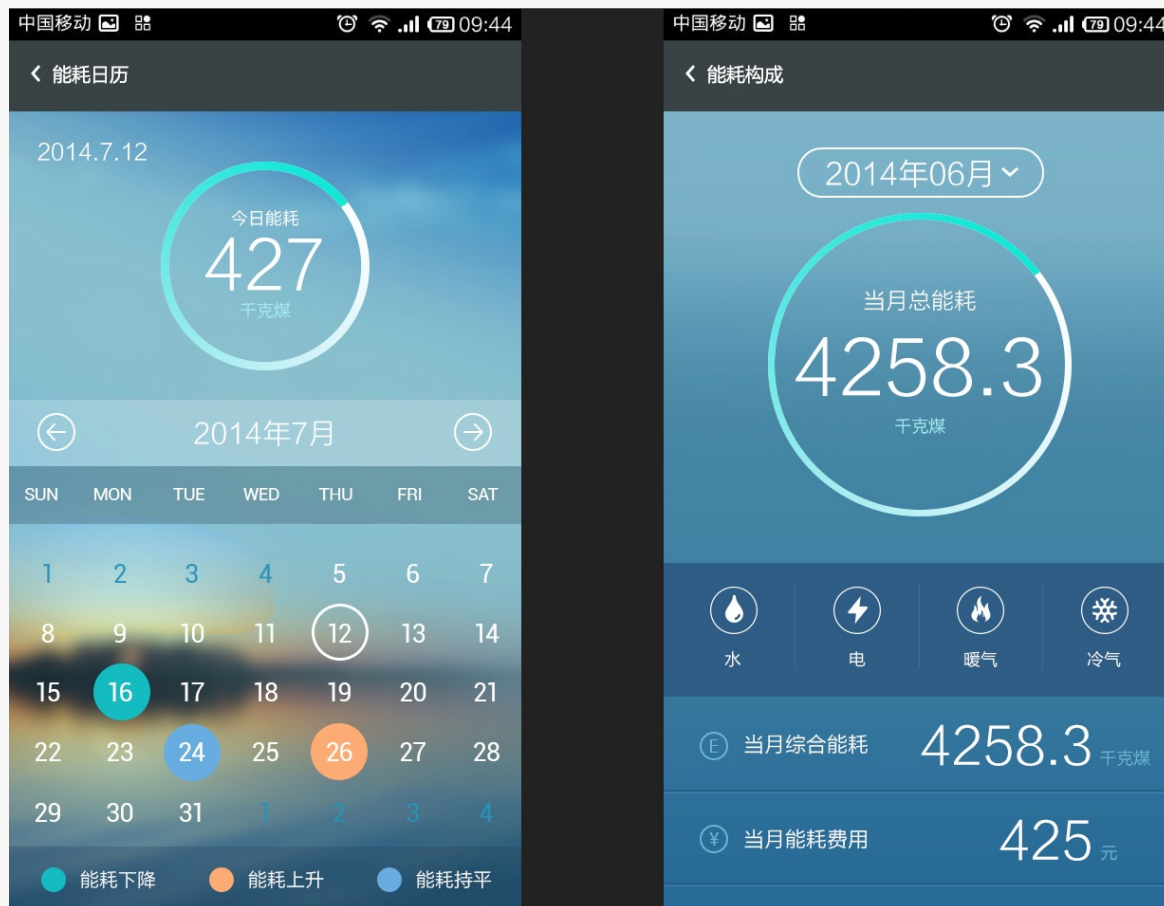 中国移动 79 09:44
能耗日历
2014.7.12
今日能耗
427
千克煤
2014年7月
SUN MON TUE WED THU FRI SAT
1 2 3 4 5 6 7
8 9 10 11 12 13 14
15 16 17 18 19 20 21
22 23 24 25 26 27 28
29 30 31 1 2 3 4
能耗下降 能耗上升 能耗持平
中国移动 79 09:44
能耗构成
2014年06月
当月总能耗
4258.3
千克煤
水 电 暖气 冷气
E 当月综合能耗 4258.3 千克煤
¥ 当月能耗费用 425 元